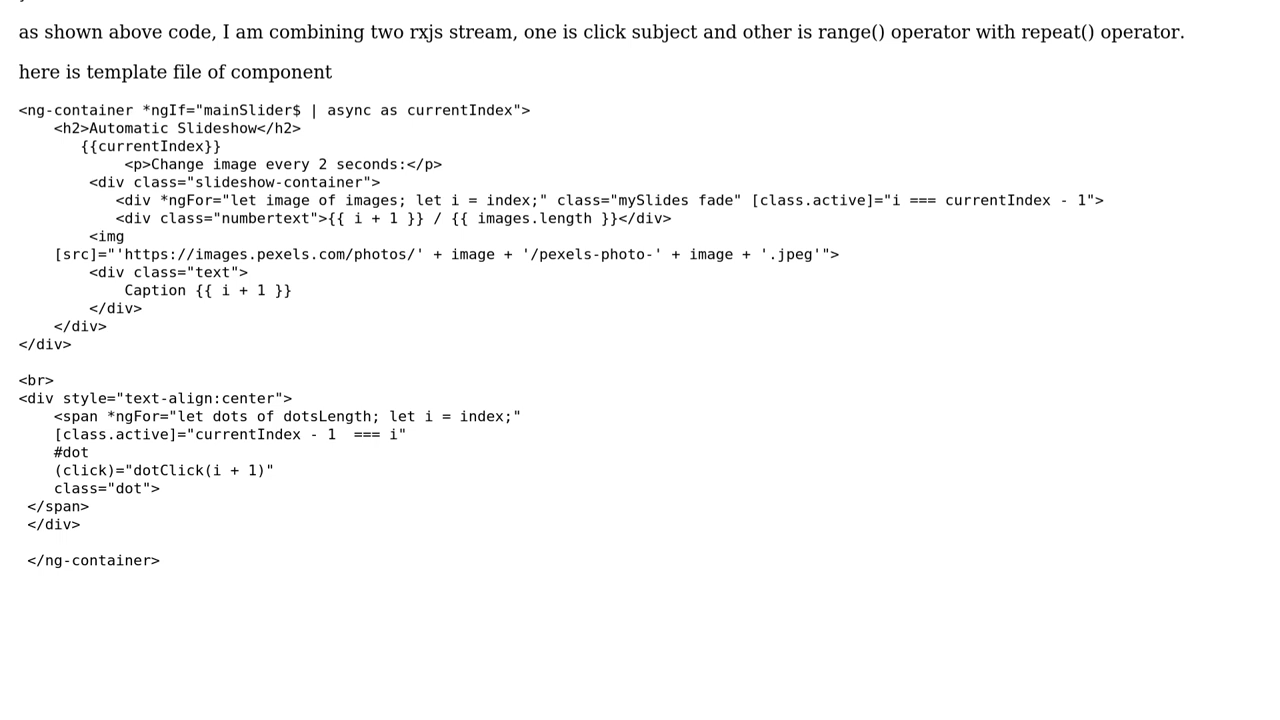 as shown above code, I am combining two rxjs stream, one is click subject and other is range() operator with repeat() operator.
here is template file of component
<ng-container *ngIf="mainSlider$ | async as currentIndex">
    <h2>Automatic Slideshow</h2>
       {{currentIndex}}
            <p>Change image every 2 seconds:</p>
        <div class="slideshow-container">
           <div *ngFor="let image of images; let i = index;" class="mySlides fade" [class.active]="i === currentIndex - 1">
           <div class="numbertext">{{ i + 1 }} / {{ images.length }}</div>
        <img
    [src]="'https://images.pexels.com/photos/' + image + '/pexels-photo-' + image + '.jpeg'">
        <div class="text">
            Caption {{ i + 1 }}
        </div>
    </div>
</div>

<br>
<div style="text-align:center">
    <span *ngFor="let dots of dotsLength; let i = index;"
    [class.active]="currentIndex - 1  === i"
    #dot
    (click)="dotClick(i + 1)"
    class="dot">
 </span>
 </div>

 </ng-container>